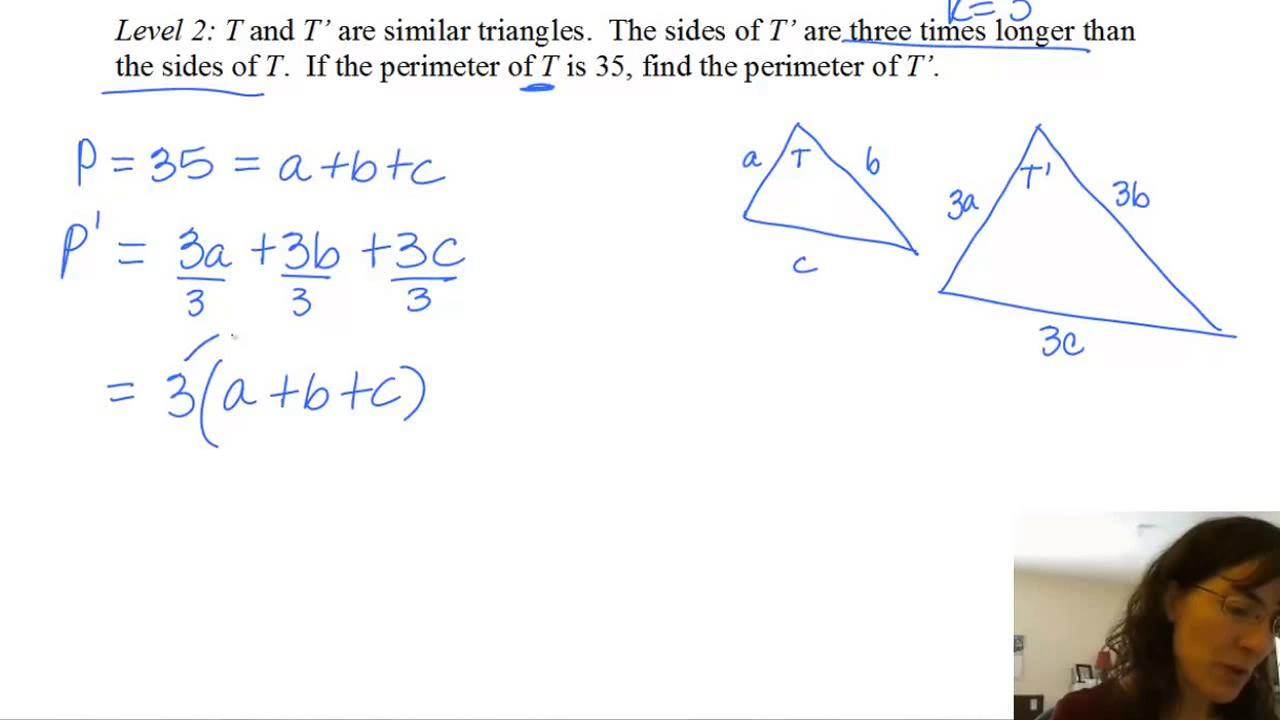 k=3
Level 2: T and T’ are similar triangles. The sides of T’ are three times longer than
the sides of T. If the perimeter of T is 35, find the perimeter of T’.
P = 35 = a+b+c
P' = 3a +3b +3c
3 3 3
= 3(a+b+c)
a T b
c
3a T' 3b
3c